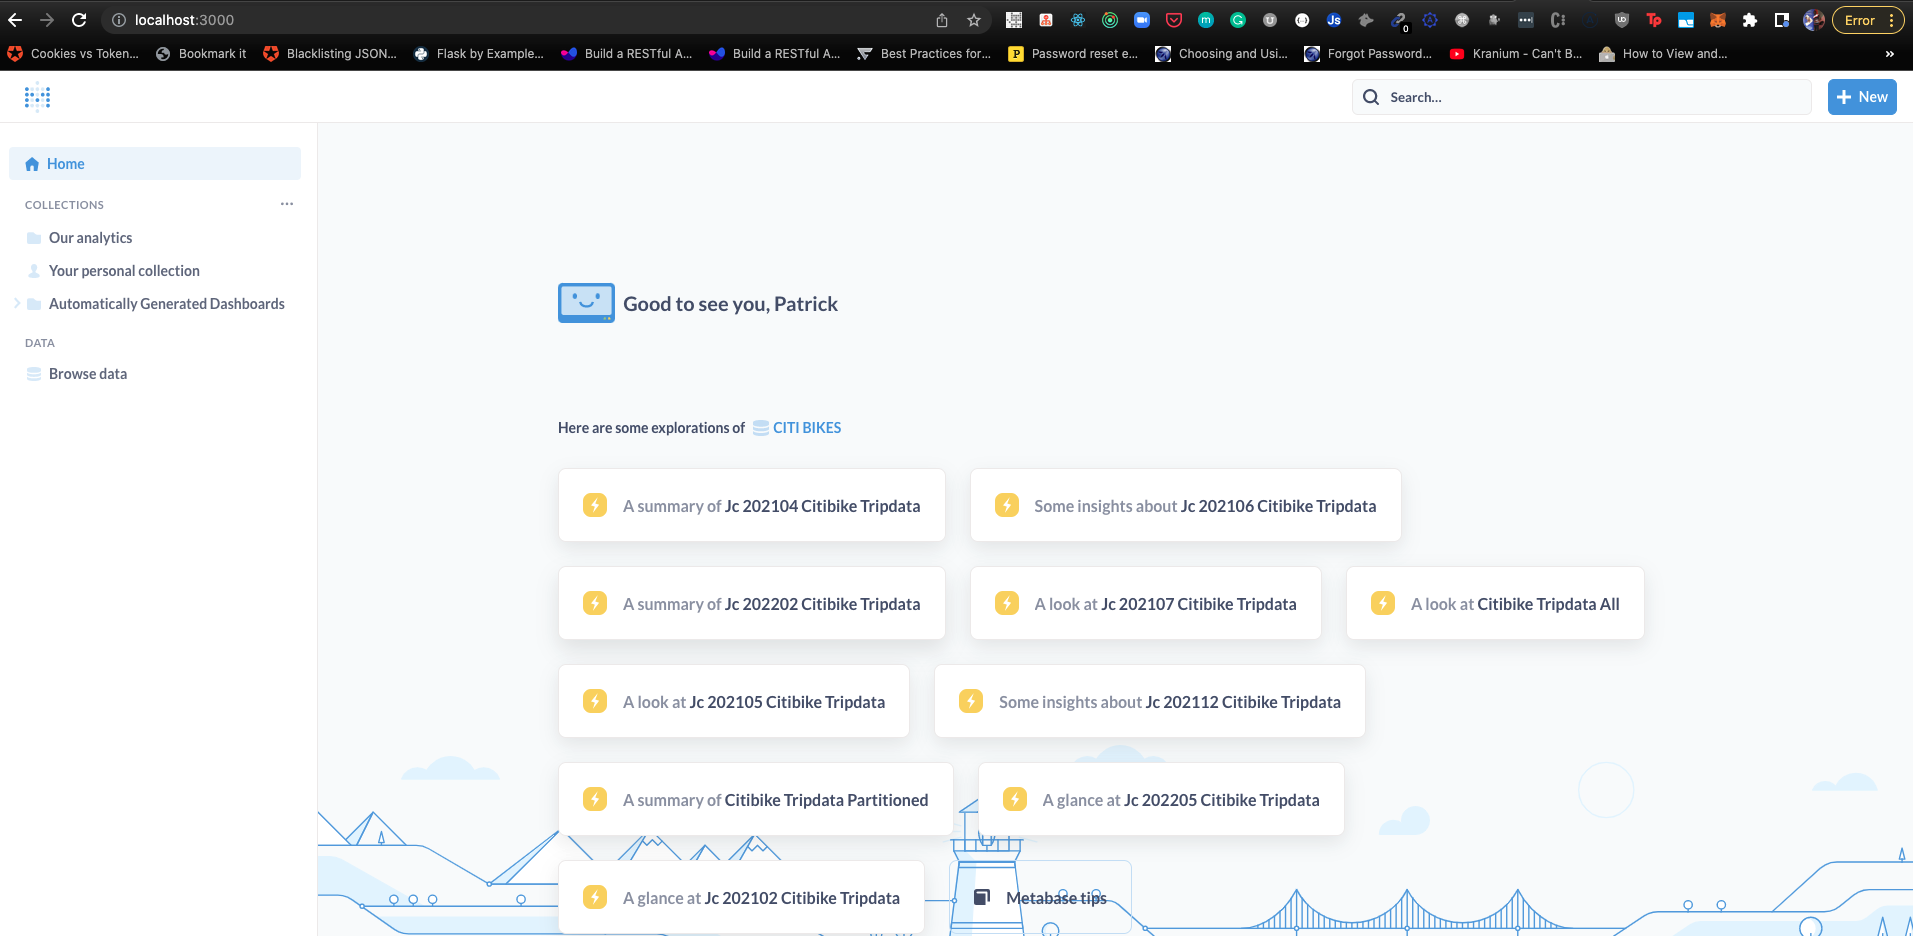 localhost:3000
Error
Cookies vs Token...
Bookmark it
Blacklisting JSON...
Flask by Example...
Build a RESTful A...
Build a RESTful A...
Best Practices for...
Password reset e...
Choosing and Usi...
Forgot Password...
Kranium - Can't B...
How to View and...
»
Search...
New
Home
COLLECTIONS
Our analytics
Your personal collection
Automatically Generated Dashboards
DATA
Browse data
Good to see you, Patrick
Here are some explorations of CITI BIKES
A summary of Jc 202104 Citibike Tripdata
Some insights about Jc 202106 Citibike Tripdata
A summary of Jc 202202 Citibike Tripdata
A look at Jc 202107 Citibike Tripdata
A look at Citibike Tripdata All
A look at Jc 202105 Citibike Tripdata
Some insights about Jc 202112 Citibike Tripdata
A summary of Citibike Tripdata Partitioned
A glance at Jc 202205 Citibike Tripdata
A glance at Jc 202102 Citibike Tripdata
Metabase tips